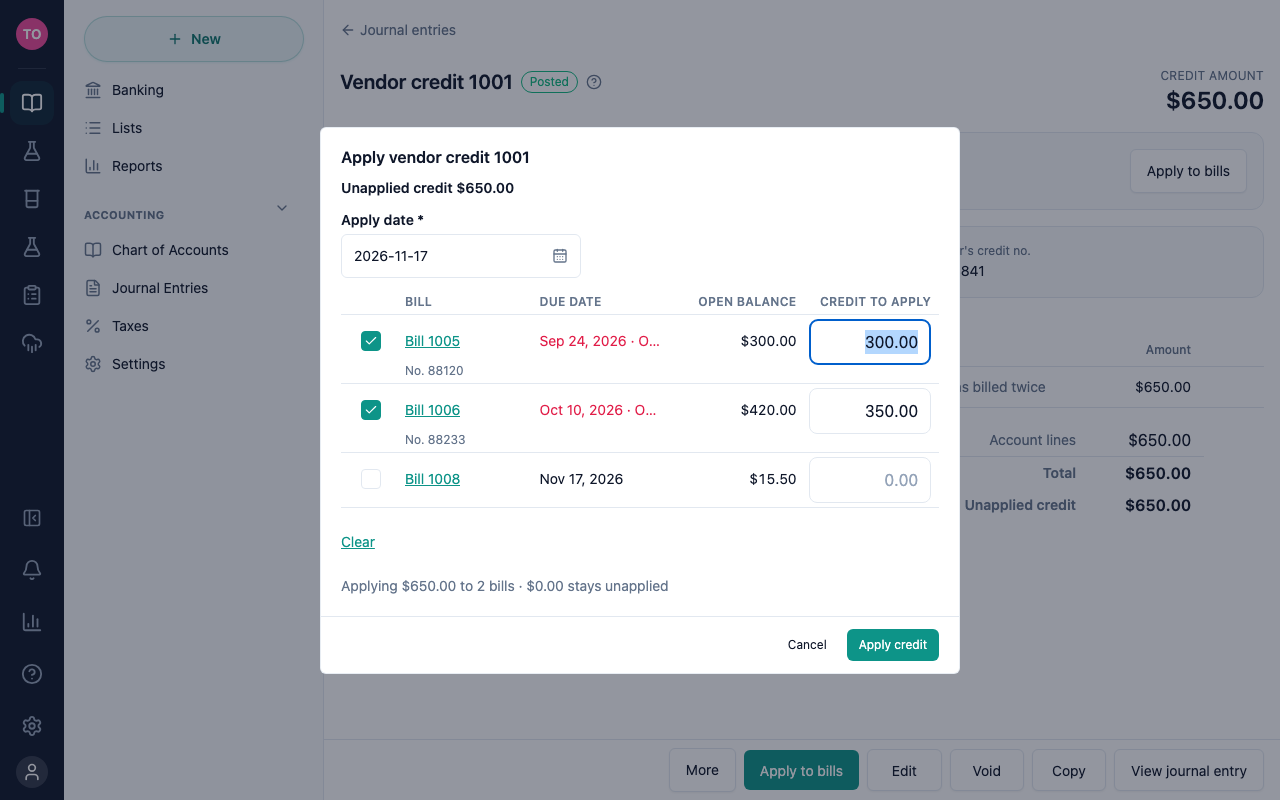 TO
New
Banking
Lists
Reports
ACCOUNTING
Chart of Accounts
Journal Entries
Taxes
Settings
Journal entries
Vendor credit 1001
Posted
CREDIT AMOUNT
$650.00
Apply to bills
r's credit no.
841
Amount
s billed twice
$650.00
Account lines
$650.00
Total
$650.00
Unapplied credit
$650.00
Apply vendor credit 1001
Unapplied credit $650.00
Apply date *
2026-11-17
BILL DUE DATE OPEN BALANCE CREDIT TO APPLY
Bill 1005 Sep 24, 2026 · O... $300.00 300.00
No. 88120
Bill 1006 Oct 10, 2026 · O... $420.00 350.00
No. 88233
Bill 1008 Nov 17, 2026 $15.50 0.00
Clear
Applying $650.00 to 2 bills · $0.00 stays unapplied
Cancel
Apply credit
More
Apply to bills
Edit
Void
Copy
View journal entry